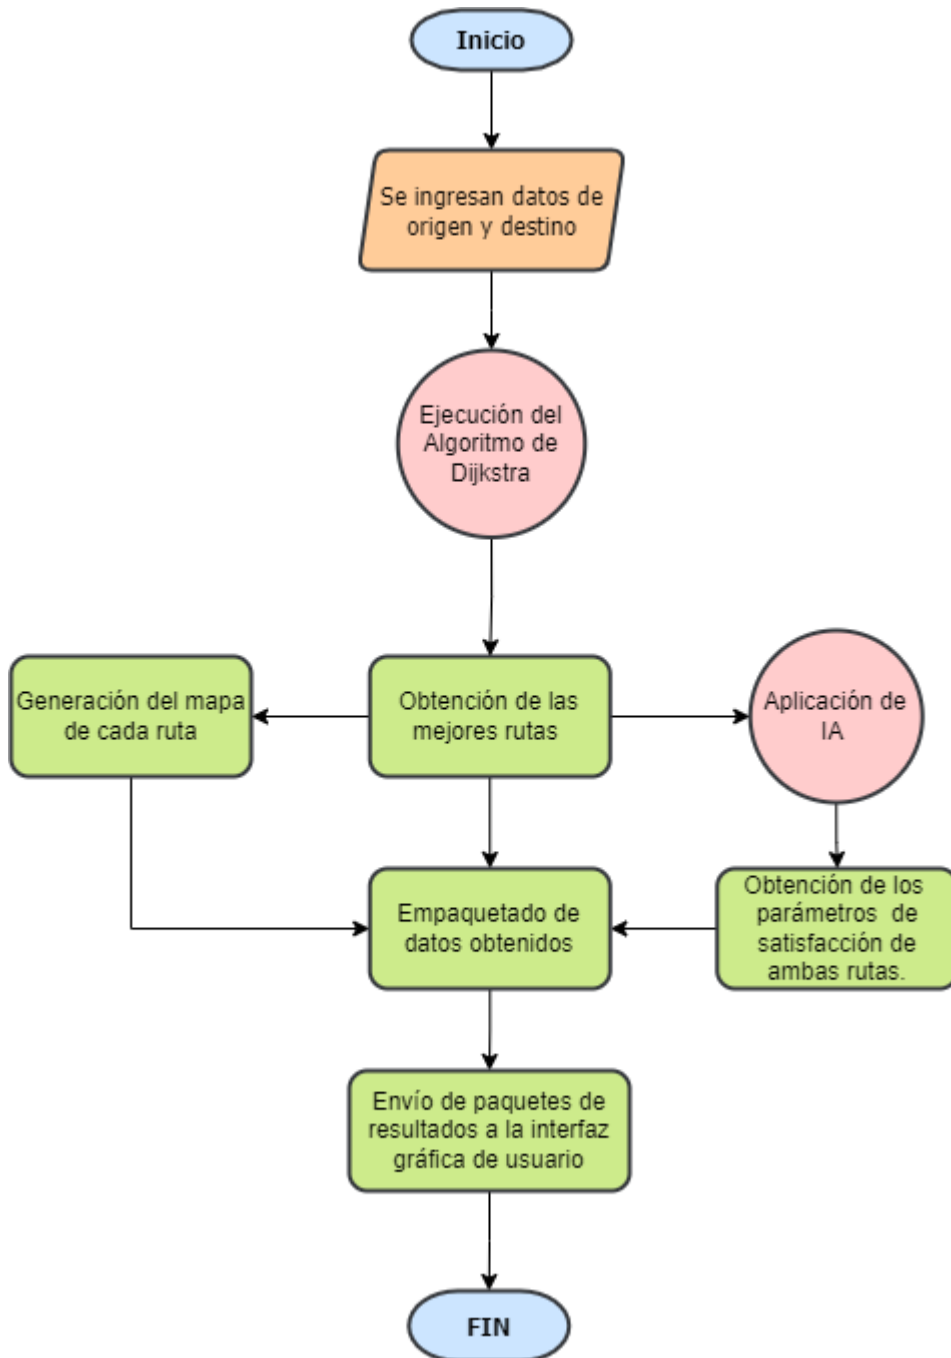 Inicio
Se ingresan datos de
origen y destino
Ejecución del
Algoritmo de
Dijkstra
Generación del mapa
de cada ruta
Obtención de las
mejores rutas
Aplicación de
IA
Empaquetado de
datos obtenidos
Obtención de los
parámetros de
satisfacción de
ambas rutas.
Envío de paquetes de
resultados a la interfaz
gráfica de usuario
FIN